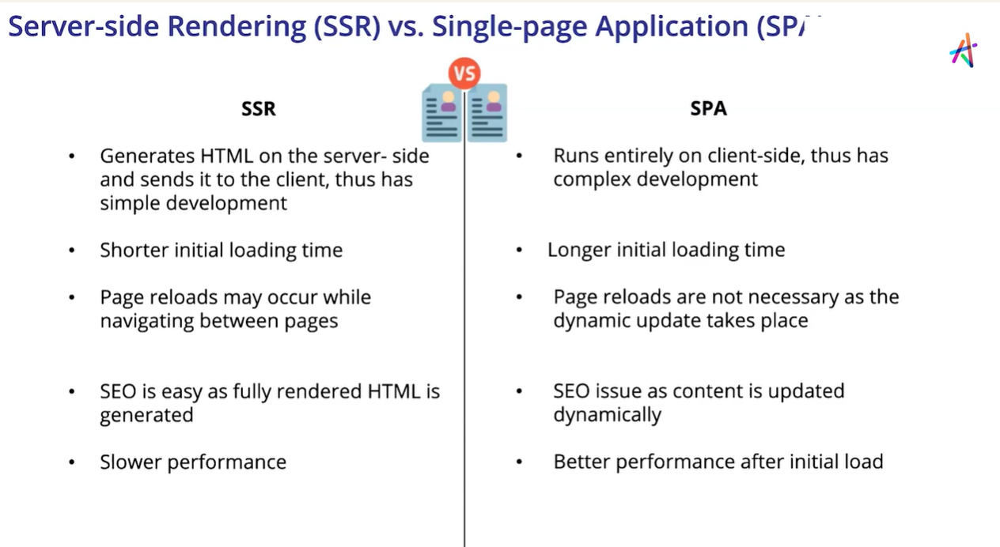 Server-side Rendering (SSR) vs. Single-page Application
VS
SSR
• Generates HTML on the server- side
and sends it to the client, thus has
simple development
• Shorter initial loading time
• Page reloads may occur while
navigating between pages
• SEO is easy as fully rendered HTML is
generated
• Slower performance
SPA
• Runs entirely on client-side, thus has
complex development
• Longer initial loading time
• Page reloads are not necessary as the
dynamic update takes place
• SEO issue as content is updated
dynamically
• Better performance after initial load